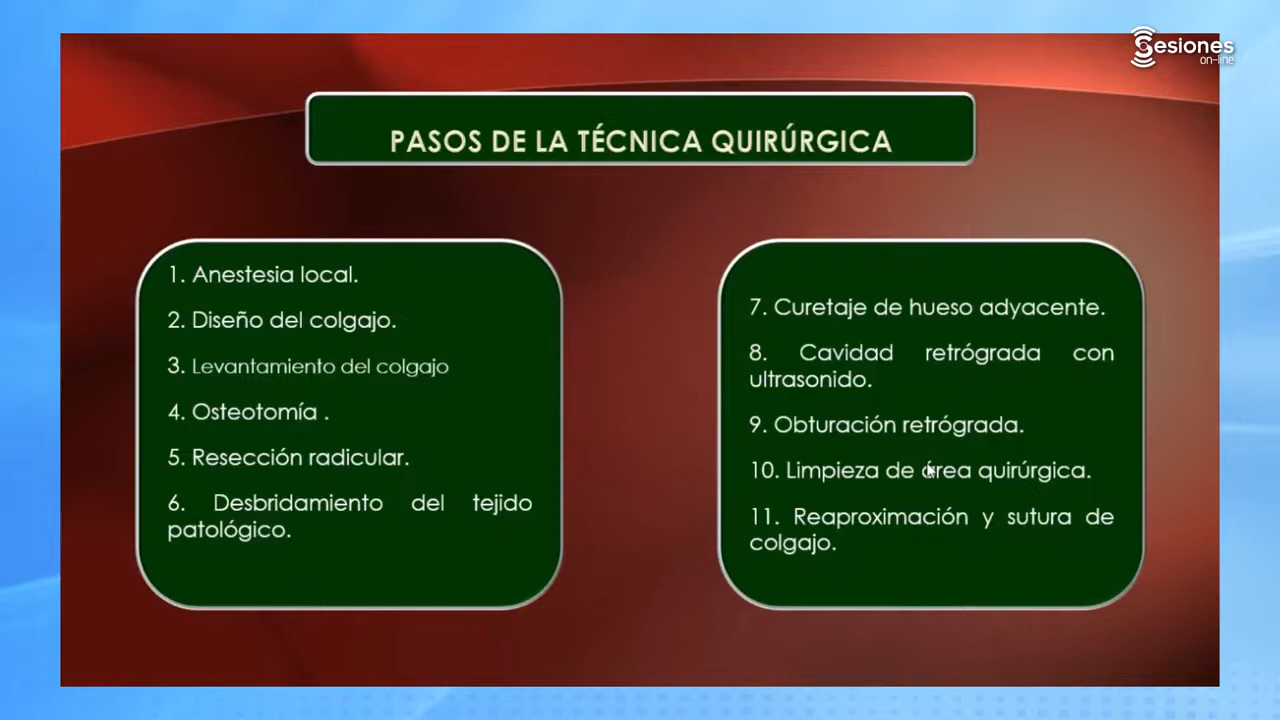 Sesiones
on-line
PASOS DE LA TÉCNICA QUIRÚRGICA
1. Anestesia local.
2. Diseño del colgajo.
3. Levantamiento del colgajo
4. Osteotomía .
5. Resección radicular.
6. Desbridamiento del tejido
patológico.
7. Curetaje de hueso adyacente.
8. Cavidad retrógrada con
ultrasonido.
9. Obturación retrógrada.
10. Limpieza de área quirúrgica.
11. Reaproximación y sutura de
colgajo.